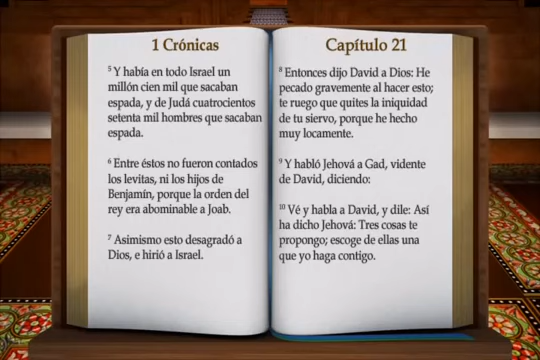 1 Crónicas
⁵ Y había en todo Israel un
millón cien mil que sacaban
espada, y de Judá cuatrocientos
setenta mil hombres que sacaban
espada.
⁶ Entre éstos no fueron contados
los levitas, ni los hijos de
Benjamín, porque la orden del
rey era abominable a Joab.
⁷ Asimismo esto desagradó a
Dios, e hirió a Israel.
Capítulo 21
⁸ Entonces dijo David a Dios: He
pecado gravemente al hacer esto;
te ruego que quites la iniquidad
de tu siervo, porque he hecho
muy locamente.
⁹ Y habló Jehová a Gad, vidente
de David, diciendo:
¹⁰ Vé y habla a David, y dile: Así
ha dicho Jehová: Tres cosas te
propongo; escoge de ellas una
que yo haga contigo.